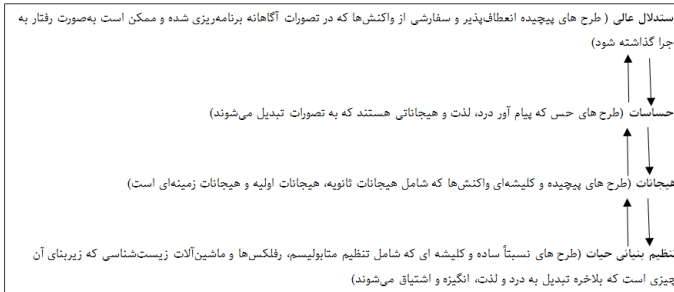 ستدلال عالی ( طرح های پیچیده انعطاف‌پذیر و سفارشی از واکنش‌ها که در تصورات آگاهانه برنامه‌ریزی شده و ممکن است به‌صورت رفتار به
جرا گذاشته شود)
حساسات (طرح های حس که پیام آور درد، لذت و هیجاناتی هستند که به تصورات تبدیل می‌شوند)
هیجانات (طرح های پیچیده و کلیشه‌ای واکنش‌ها که شامل هیجانات ثانویه، هیجانات اولیه و هیجانات زمینه‌ای است)
تنظیم بنیانی حیات (طرح های نسبتاً ساده و کلیشه ای که شامل تنظیم متابولیسم، رفلکس‌ها و ماشین‌آلات زیست‌شناسی که زیربنای آن
چیزی است که بلاخره تبدیل به درد و لذت، انگیزه و اشتیاق می‌شوند)